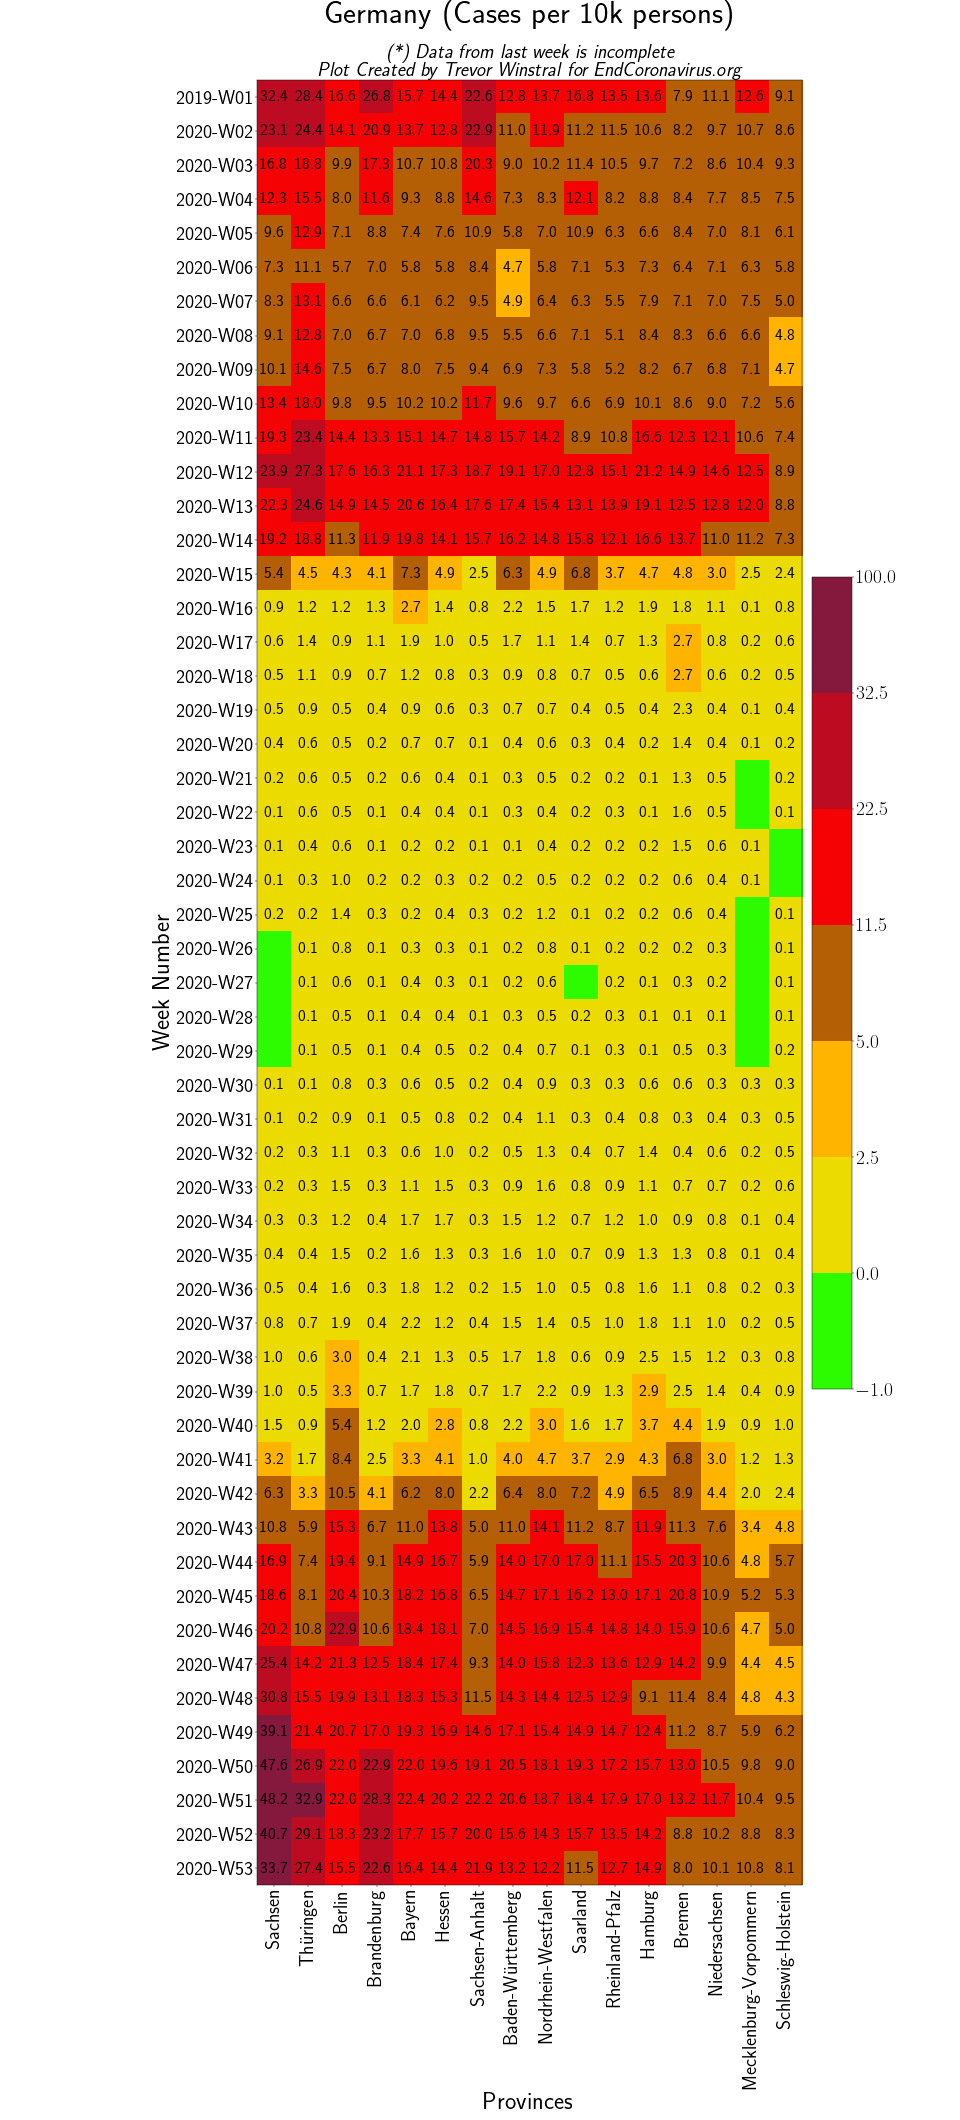 Germany (Cases per 10k persons)
(*) Data from last week is incomplete
Plot Created by Trevor Winstral for EndCoronavirus.org
2019-W01 32.4 28.4 16.6 26.8 15.7 14.4 22.6 12.8 13.7 16.8 13.5 13.6 7.9 11.1 12.6 9.1
2020-W02 23.1 24.4 14.1 20.9 13.7 12.8 22.9 11.0 11.9 11.2 11.5 10.6 8.2 9.7 10.7 8.6
2020-W03 16.8 18.8 9.9 17.3 10.7 10.8 20.3 9.0 10.2 11.4 10.5 9.7 7.2 8.6 10.4 9.3
2020-W04 12.3 15.5 8.0 11.6 9.3 8.8 14.6 7.3 8.3 12.1 8.2 8.8 8.4 7.7 8.5 7.5
2020-W05 9.6 12.9 7.1 8.8 7.4 7.6 10.9 5.8 7.0 10.9 6.3 6.6 8.4 7.0 8.1 6.1
2020-W06 7.3 11.1 5.7 7.0 5.8 5.8 8.4 4.7 5.8 7.1 5.3 7.3 6.4 7.1 6.3 5.8
2020-W07 8.3 13.1 6.6 6.6 6.1 6.2 9.5 4.9 6.4 6.3 5.5 7.9 7.1 7.0 7.5 5.0
2020-W08 9.1 12.8 7.0 6.7 7.0 6.8 9.5 5.5 6.6 7.1 5.1 8.4 8.3 6.6 6.6 4.8
2020-W09 10.1 14.6 7.5 6.7 8.0 7.5 9.4 6.9 7.3 5.8 5.2 8.2 6.7 6.8 7.1 4.7
2020-W10 13.4 18.0 9.8 9.5 10.2 10.2 11.7 9.6 9.7 6.6 6.9 10.1 8.6 9.0 7.2 5.6
2020-W11 19.3 23.4 14.4 13.3 15.1 14.7 14.8 15.7 14.2 8.9 10.8 16.6 12.3 12.1 10.6 7.4
2020-W12 23.9 27.3 17.6 16.3 21.1 17.3 18.7 19.1 17.0 12.8 15.1 21.2 14.9 14.6 12.5 8.9
2020-W13 22.3 24.6 14.9 14.5 20.6 16.4 17.6 17.4 15.4 13.1 13.9 19.1 12.5 12.8 12.0 8.8
2020-W14 19.2 18.8 11.3 11.9 19.8 14.1 15.7 16.2 14.8 15.8 12.1 16.6 13.7 11.0 11.2 7.3
2020-W15 5.4 4.5 4.3 4.1 7.3 4.9 2.5 6.3 4.9 6.8 3.7 4.7 4.8 3.0 2.5 2.4
2020-W16 0.9 1.2 1.2 1.3 2.7 1.4 0.8 2.2 1.5 1.7 1.2 1.9 1.8 1.1 0.1 0.8
2020-W17 0.6 1.4 0.9 1.1 1.9 1.0 0.5 1.7 1.1 1.4 0.7 1.3 2.7 0.8 0.2 0.6
2020-W18 0.5 1.1 0.9 0.7 1.2 0.8 0.3 0.9 0.8 0.7 0.5 0.6 2.7 0.6 0.2 0.5
2020-W19 0.5 0.9 0.5 0.4 0.9 0.6 0.3 0.7 0.7 0.4 0.5 0.4 2.3 0.4 0.1 0.4
2020-W20 0.4 0.6 0.5 0.2 0.7 0.7 0.1 0.4 0.6 0.3 0.4 0.2 1.4 0.4 0.1 0.2
2020-W21 0.2 0.6 0.5 0.2 0.6 0.4 0.1 0.3 0.5 0.2 0.2 0.1 1.3 0.5 0.2
2020-W22 0.1 0.6 0.5 0.1 0.4 0.4 0.1 0.3 0.4 0.2 0.3 0.1 1.6 0.5 0.1
2020-W23 0.1 0.4 0.6 0.1 0.2 0.2 0.1 0.1 0.4 0.2 0.2 0.2 1.5 0.6 0.1
2020-W24 0.1 0.3 1.0 0.2 0.2 0.3 0.2 0.2 0.5 0.2 0.2 0.2 0.6 0.4 0.1
2020-W25 0.2 0.2 1.4 0.3 0.2 0.4 0.3 0.2 1.2 0.1 0.2 0.2 0.6 0.4 0.1
2020-W26 0.1 0.8 0.1 0.3 0.3 0.1 0.2 0.8 0.1 0.2 0.2 0.2 0.3 0.1
2020-W27 0.1 0.6 0.1 0.4 0.3 0.1 0.2 0.6 0.2 0.1 0.3 0.2 0.1
2020-W28 0.1 0.5 0.1 0.4 0.4 0.1 0.3 0.5 0.2 0.3 0.1 0.1 0.1 0.1
2020-W29 0.1 0.5 0.1 0.4 0.5 0.2 0.4 0.7 0.1 0.3 0.1 0.5 0.3 0.2
2020-W30 0.1 0.1 0.8 0.3 0.6 0.5 0.2 0.4 0.9 0.3 0.3 0.6 0.6 0.3 0.3 0.3
2020-W31 0.1 0.2 0.9 0.1 0.5 0.8 0.2 0.4 1.1 0.3 0.4 0.8 0.3 0.4 0.3 0.5
2020-W32 0.2 0.3 1.1 0.3 0.6 1.0 0.2 0.5 1.3 0.4 0.7 1.4 0.4 0.6 0.2 0.5
2020-W33 0.2 0.3 1.5 0.3 1.1 1.5 0.3 0.9 1.6 0.8 0.9 1.1 0.7 0.7 0.2 0.6
2020-W34 0.3 0.3 1.2 0.4 1.7 1.7 0.3 1.5 1.2 0.7 1.2 1.0 0.9 0.8 0.1 0.4
2020-W35 0.4 0.4 1.5 0.2 1.6 1.3 0.3 1.6 1.0 0.7 0.9 1.3 1.3 0.8 0.1 0.4
2020-W36 0.5 0.4 1.6 0.3 1.8 1.2 0.2 1.5 1.0 0.5 0.8 1.6 1.1 0.8 0.2 0.3
2020-W37 0.8 0.7 1.9 0.4 2.2 1.2 0.4 1.5 1.4 0.5 1.0 1.8 1.1 1.0 0.2 0.5
2020-W38 1.0 0.6 3.0 0.4 2.1 1.3 0.5 1.7 1.8 0.6 0.9 2.5 1.5 1.2 0.3 0.8
2020-W39 1.0 0.5 3.3 0.7 1.7 1.8 0.7 1.7 2.2 0.9 1.3 2.9 2.5 1.4 0.4 0.9
2020-W40 1.5 0.9 5.4 1.2 2.0 2.8 0.8 2.2 3.0 1.6 1.7 3.7 4.4 1.9 0.9 1.0
2020-W41 3.2 1.7 8.4 2.5 3.3 4.1 1.0 4.0 4.7 3.7 2.9 4.3 6.8 3.0 1.2 1.3
2020-W42 6.3 3.3 10.5 4.1 6.2 8.0 2.2 6.4 8.0 7.2 4.9 6.5 8.9 4.4 2.0 2.4
2020-W43 10.8 5.9 15.3 6.7 11.0 13.8 5.0 11.0 14.1 11.2 8.7 11.9 11.3 7.6 3.4 4.8
2020-W44 16.9 7.4 19.4 9.1 14.9 16.7 5.9 14.0 17.0 17.0 11.1 15.5 20.3 10.6 4.8 5.7
2020-W45 18.6 8.1 20.4 10.3 18.2 16.8 6.5 14.7 17.1 16.2 13.0 17.1 20.8 10.9 5.2 5.3
2020-W46 20.2 10.8 22.9 10.6 18.4 18.1 7.0 14.5 16.9 15.4 14.8 14.0 15.9 10.6 4.7 5.0
2020-W47 25.4 14.2 21.3 12.5 18.4 17.4 9.3 14.0 15.8 12.3 13.6 12.9 14.2 9.9 4.4 4.5
2020-W48 30.8 15.5 19.9 13.1 18.3 15.3 11.5 14.3 14.4 12.5 12.9 9.1 11.4 8.4 4.8 4.3
2020-W49 39.1 21.4 20.7 17.0 19.3 16.9 14.6 17.1 15.4 14.9 14.7 12.4 11.2 8.7 5.9 6.2
2020-W50 47.6 26.9 22.0 22.9 22.0 19.6 19.1 20.5 18.1 19.3 17.2 15.7 13.0 10.5 9.8 9.0
2020-W51 48.2 32.9 22.0 28.3 22.4 20.2 22.2 20.6 18.7 18.4 17.9 17.0 13.2 11.7 10.4 9.5
2020-W52 40.7 29.1 18.3 23.2 17.7 15.7 20.0 15.6 14.3 15.7 13.5 14.2 8.8 10.2 8.8 8.3
2020-W53 33.7 27.4 15.5 22.6 16.4 14.4 21.9 13.2 12.2 11.5 12.7 14.9 8.0 10.1 10.8 8.1
Week Number
100.0
32.5
22.5
11.5
5.0
2.5
0.0
−1.0
Sachsen
Thüringen
Berlin
Brandenburg
Bayern
Hessen
Sachsen-Anhalt
Baden-Württemberg
Nordrhein-Westfalen
Saarland
Rheinland-Pfalz
Hamburg
Bremen
Niedersachsen
Mecklenburg-Vorpommern
Schleswig-Holstein
Provinces